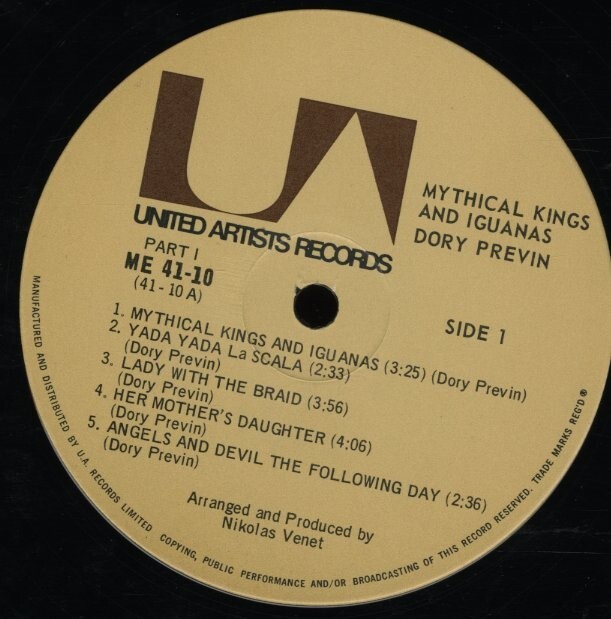 UNITED ARTISTS RECORDS
MYTHICAL KINGS
AND IGUANAS
DORY PREVIN
PART I
ME 41-10
(41-10 A)
SIDE 1
1. MYTHICAL KINGS AND IGUANAS (3:25) (Dory Previn)
2. YADA YADA La SCALA (2:33)
(Dory Previn)
3. LADY WITH THE BRAID (3:56)
(Dory Previn)
4. HER MOTHER'S DAUGHTER (4:06)
(Dory Previn)
5. ANGELS AND DEVIL THE FOLLOWING DAY (2:36)
(Dory Previn)
Arranged and Produced by
Nikolas Venet
MANUFACTURED AND DISTRIBUTED BY U.A. RECORDS LIMITED COPYING, PUBLIC PERFORMANCE AND/OR BROADCASTING OF THIS RECORD RESERVED. TRADE MARKS REG'D ®